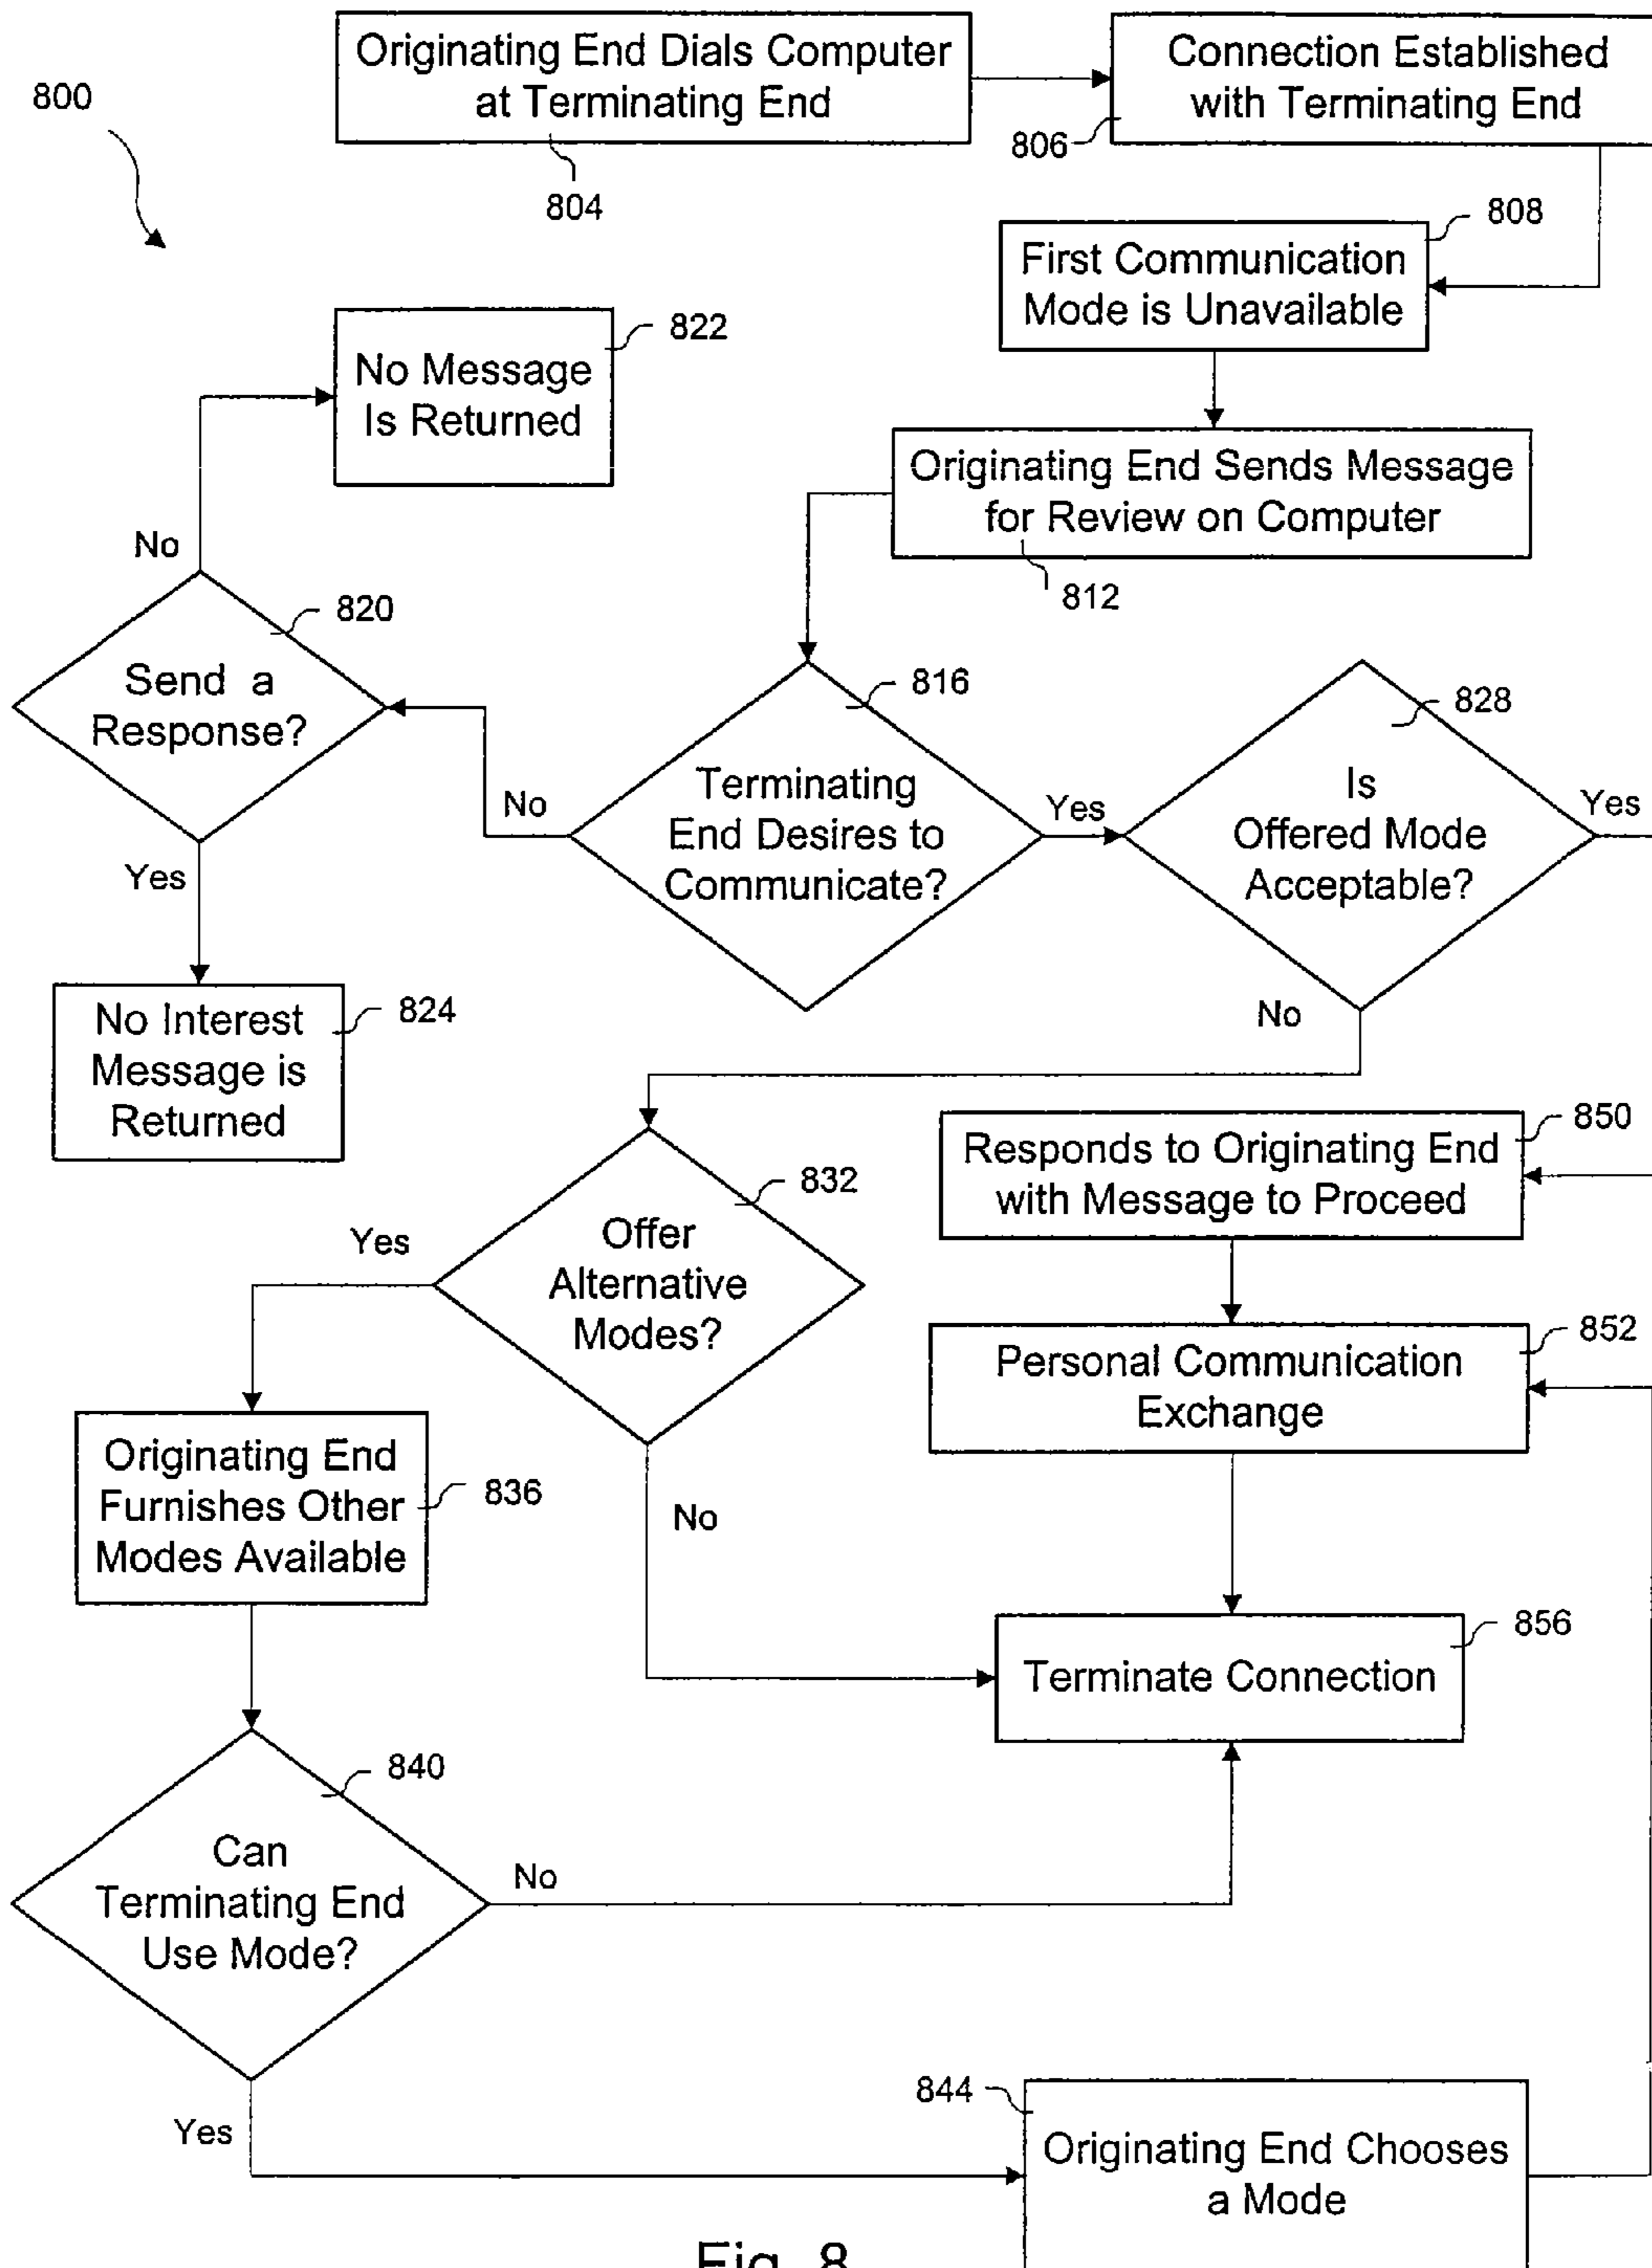 Originating End Dials Computer
at Terminating End
804
Connection Established
with Terminating End
806
800
808
First Communication
Mode is Unavailable
822
No Message
Is Returned
Originating End Sends Message
for Review on Computer
812
No
820
Send a
Response?
816
Terminating
End Desires to
Communicate?
No
Yes
828
Is
Offered Mode
Acceptable?
Yes
Yes
No
824
No Interest
Message is
Returned
850
Responds to Originating End
with Message to Proceed
832
Offer
Alternative
Modes?
Yes
No
852
Personal Communication
Exchange
Originating End
Furnishes Other
Modes Available
836
856
Terminate Connection
840
Can
Terminating End
Use Mode?
No
Yes
844
Originating End Chooses
a Mode
Fig. 8